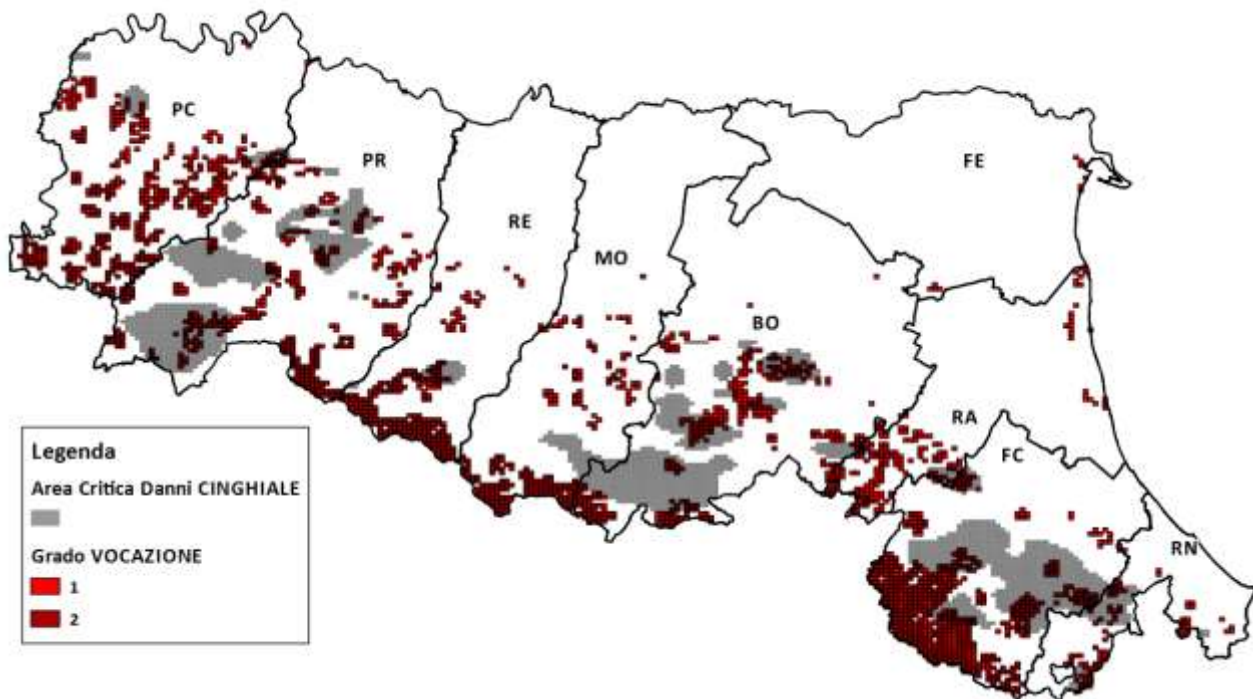 PC
PR
RE
MO
FE
BO
RA
FC
RN
Legenda
Area Critica Danni CINGHIALE
Grado VOCAZIONE
1
2